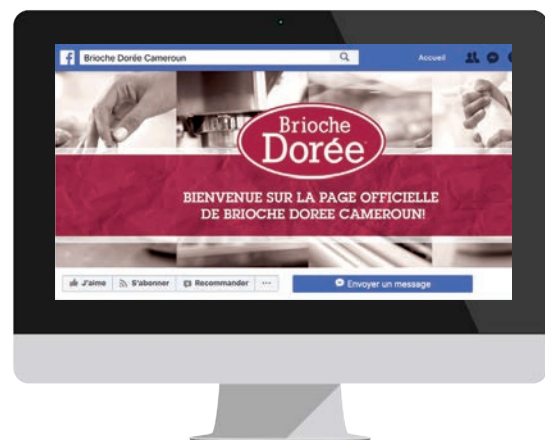 f Brioche Dorée Cameroun
Accueil
Brioche
Dorée
BIENVENUE SUR LA PAGE OFFICIELLE
DE BRIOCHE DOREE CAMEROUN!
J'aime S'abonner Recommander ...
Envoyer un message